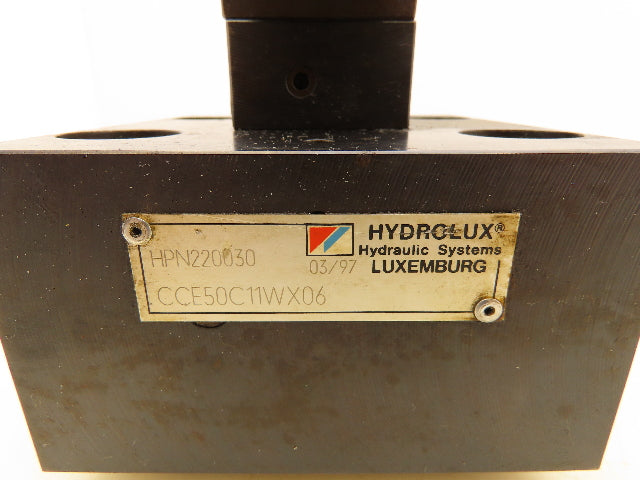 HPN220030
03/97
HYDROLUX®
Hydraulic Systems
LUXEMBURG
CCE50C11WX06